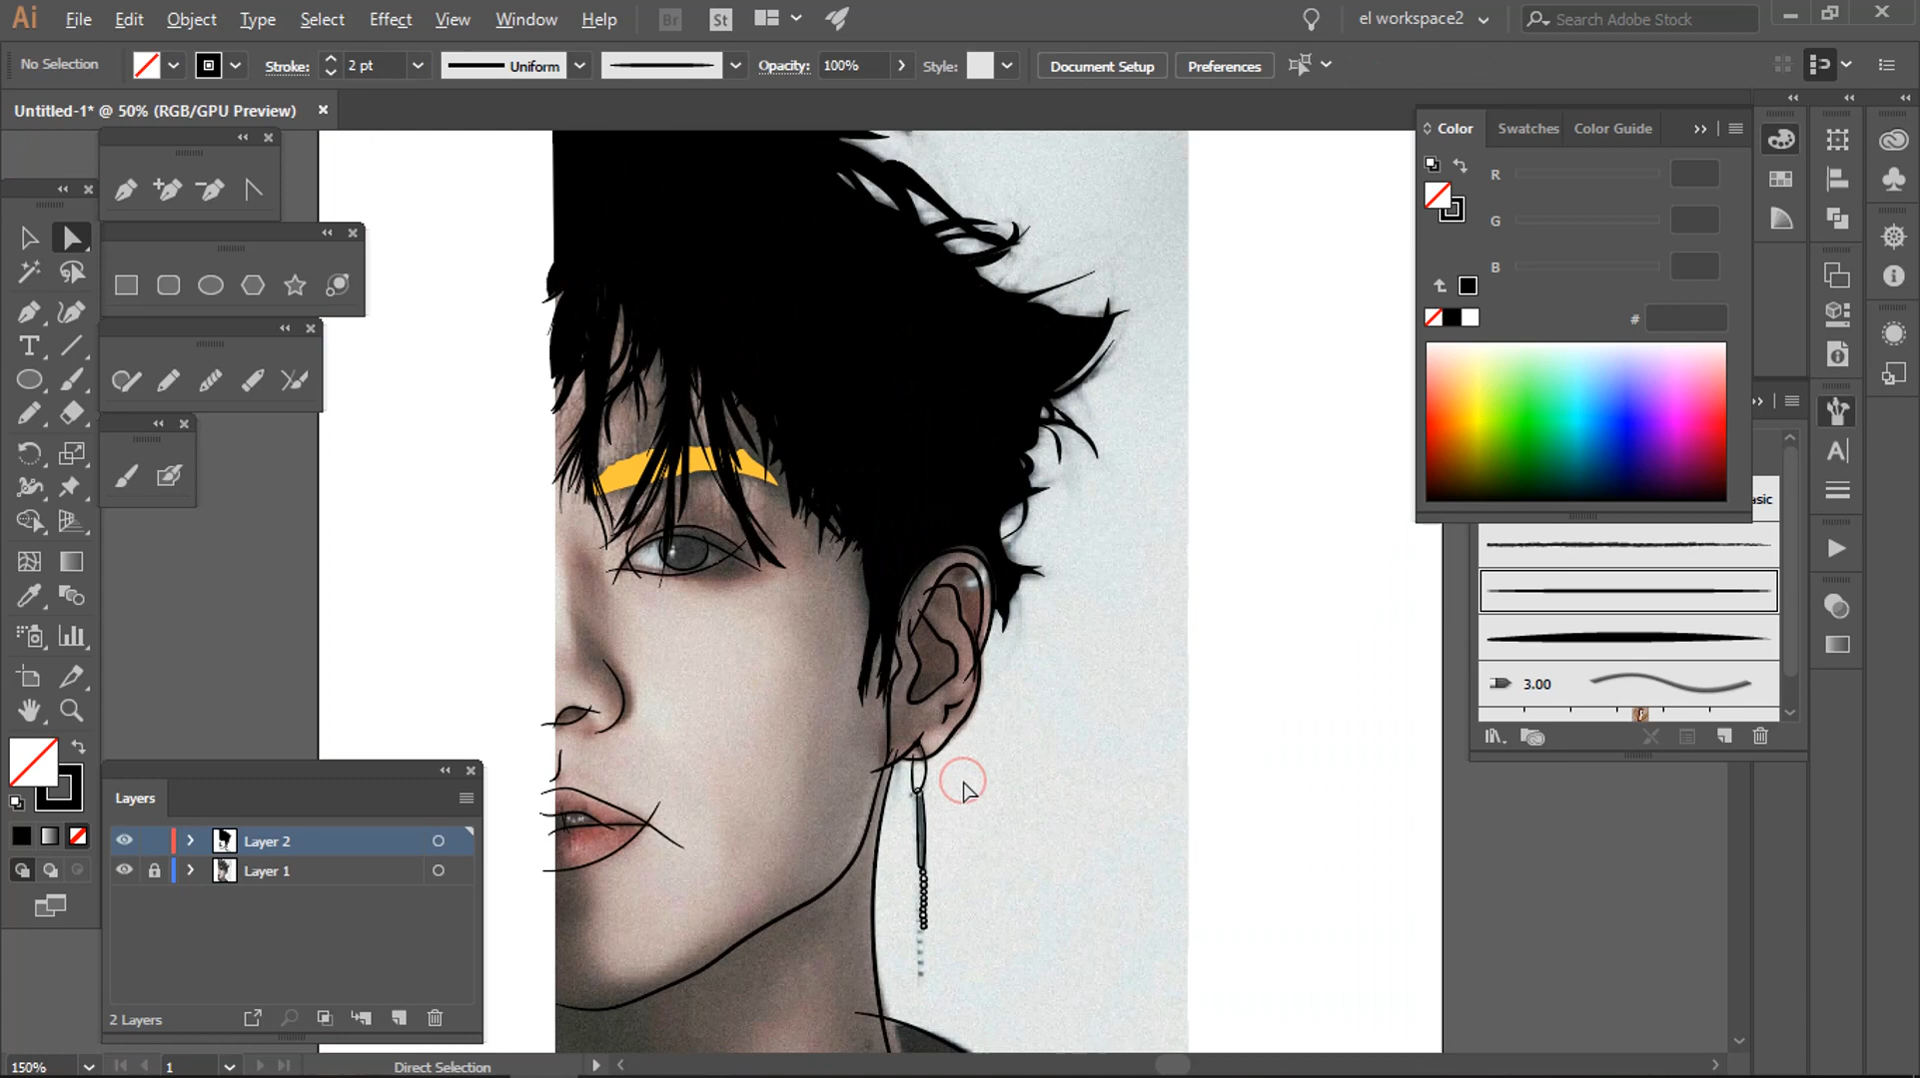 Ai File Edit Object Type Select Effect View Window Help Br St el workspace2 Search Adobe Stock
No Selection Stroke: 2 pt Uniform Opacity: 100% Style: Document Setup Preferences
Untitled-1* @ 50% (RGB/GPU Preview)
Color Swatches Color Guide
R
G
B
#
asic
3.00
Layers
Layer 2
Layer 1
2 Layers
150% 1 Direct Selection